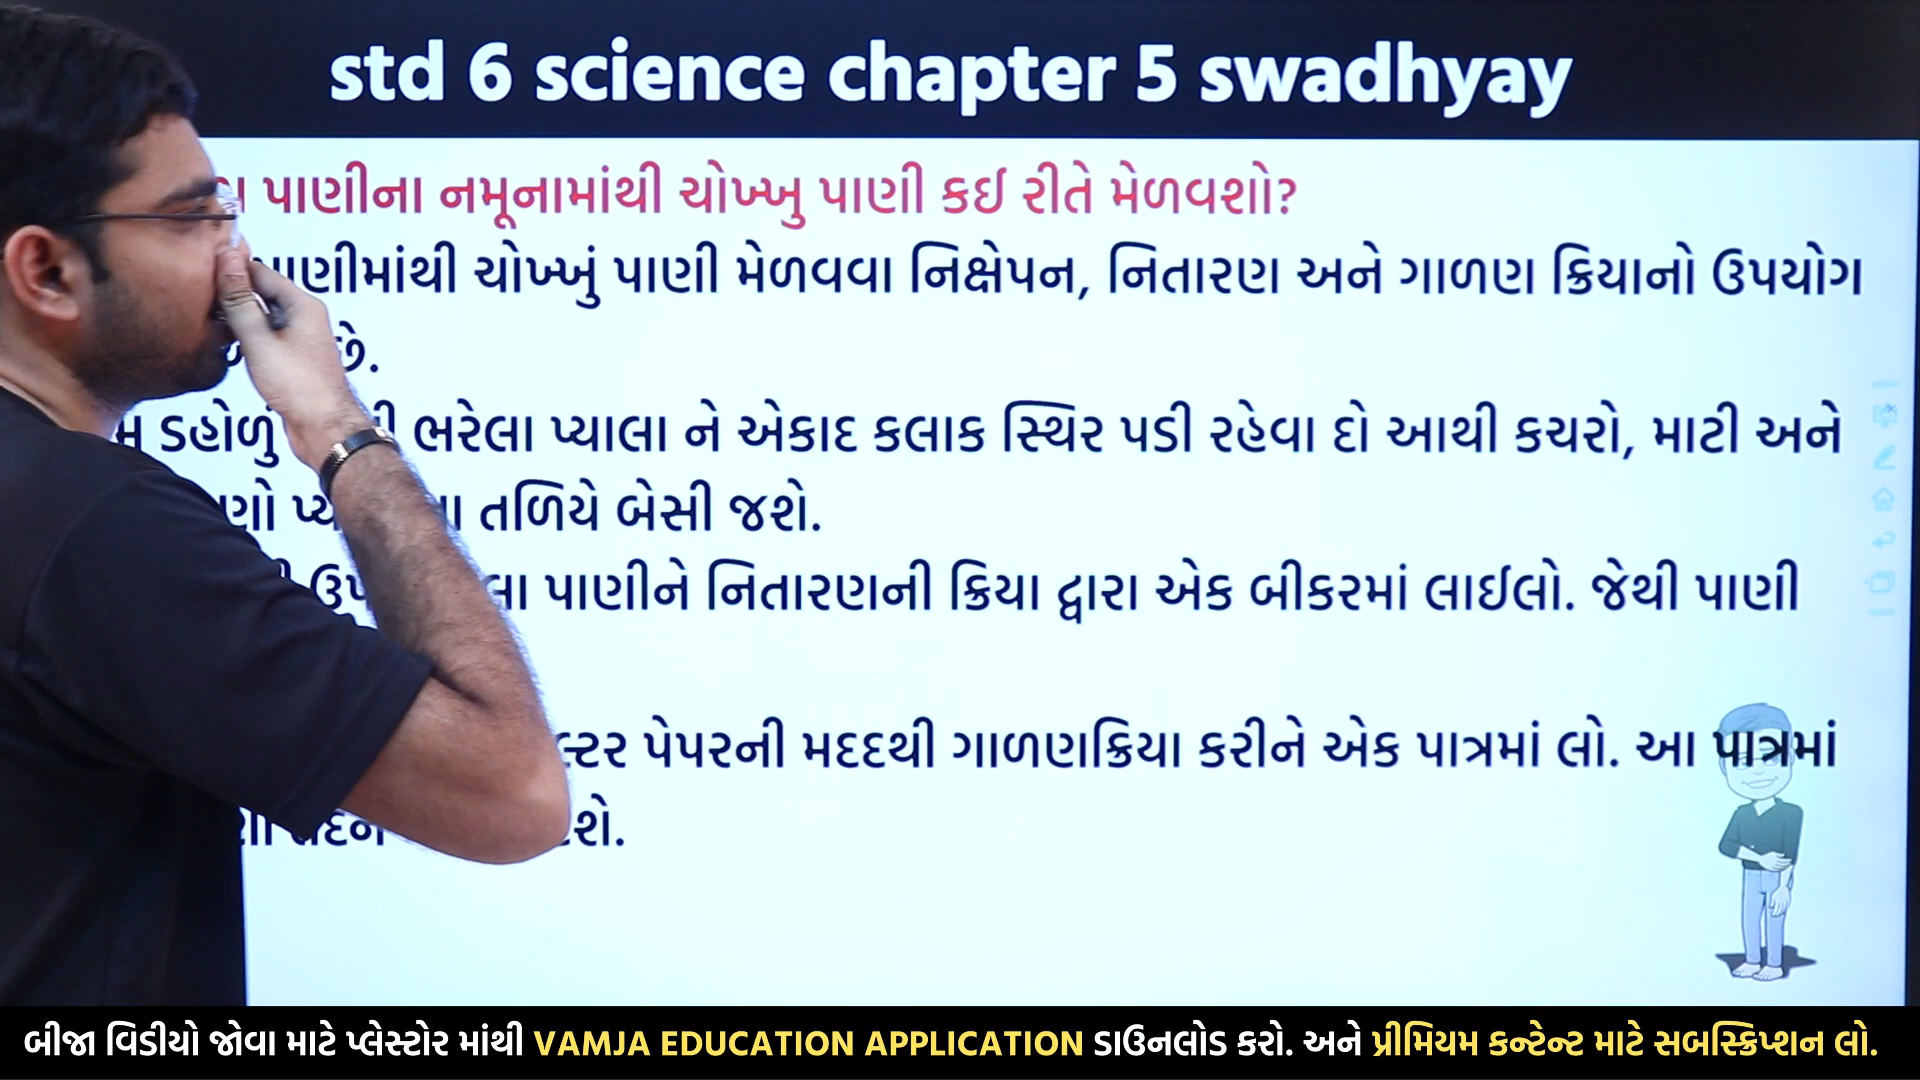 std 6 science chapter 5 swadhyay
પાણીના નમૂનામાંથી ચોખ્ખુ પાણી કઈ રીતે મેળવશો?
પાણીમાંથી ચોખ્ખું પાણી મેળવવા નિક્ષેપન, નિતારણ અને ગાળણ ક્રિયાનો ઉપયોગ
છે.
ડહોળું ભરેલા પ્યાલા ને એકાદ કલાક સ્થિર પડી રહેવા દો આથી કચરો, માટી અને
તળિયે બેસી જશે.
પાણીને નિતારણની ક્રિયા દ્વારા એક બીકરમાં લાઈલો. જેથી પાણી
પેપરની મદદથી ગાળણક્રિયા કરીને એક પાત્રમાં લો. આ પાત્રમાં
બીજા વિડીયો જોવા માટે પ્લેસ્ટોર માંથી VAMJA EDUCATION APPLICATION ડાઉનલોડ કરો. અને પ્રીમિયમ કન્ટેન્ટ માટે સબસ્ક્રિપ્શન લો.